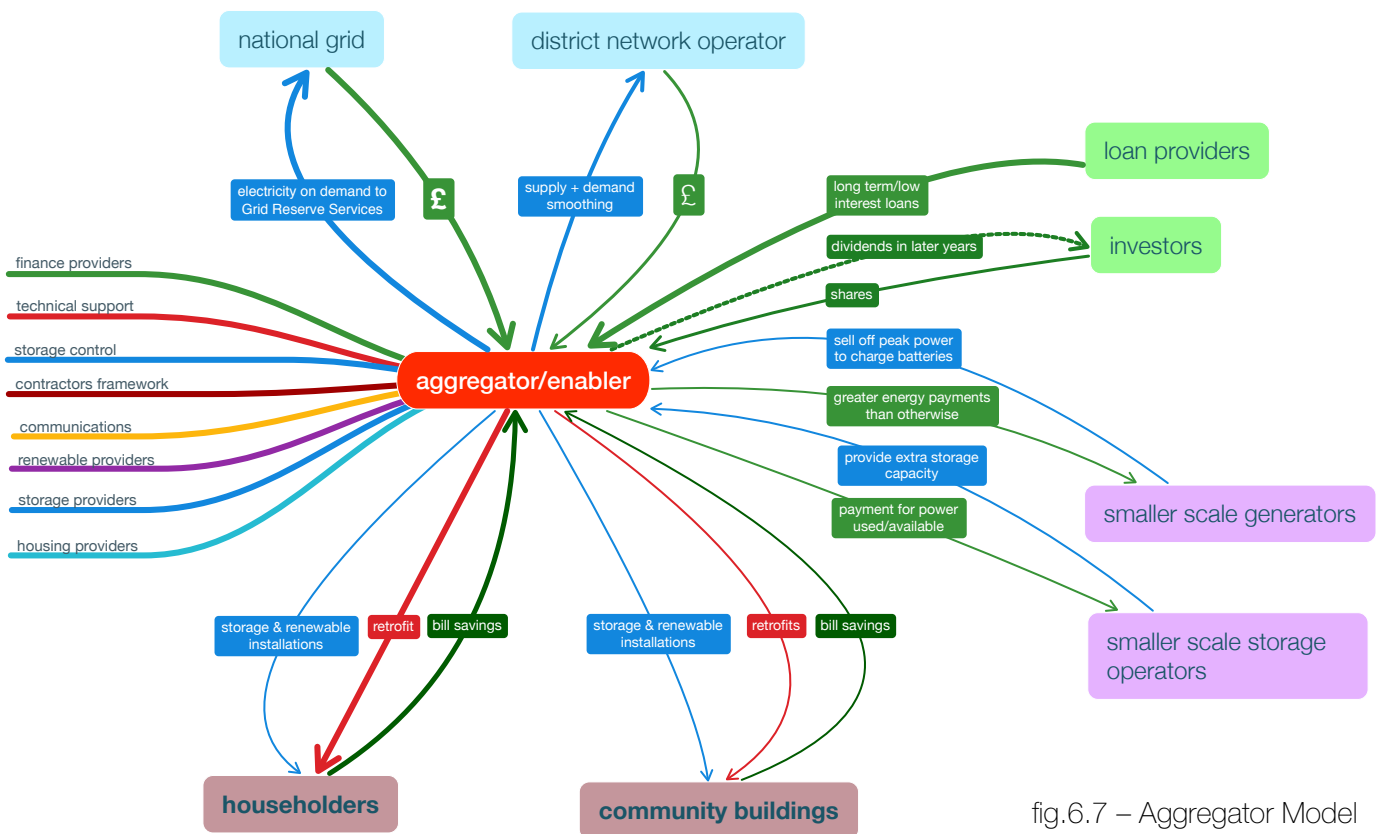 national grid
district network operator
loan providers
electricity on demand to
Grid Reserve Services
£
supply + demand
smoothing
£
long term/low
interest loans
dividends in later years
investors
shares
finance providers
technical support
storage control
contractors framework
communications
renewable providers
storage providers
housing providers
aggregator/enabler
sell off peak power
to charge batteries
greater energy payments
than otherwise
provide extra storage
capacity
payment for power
used/available
smaller scale generators
smaller scale storage
operators
storage & renewable
installations
retrofit
bill savings
storage & renewable
installations
retrofits
bill savings
householders
community buildings
fig.6.7 – Aggregator Model